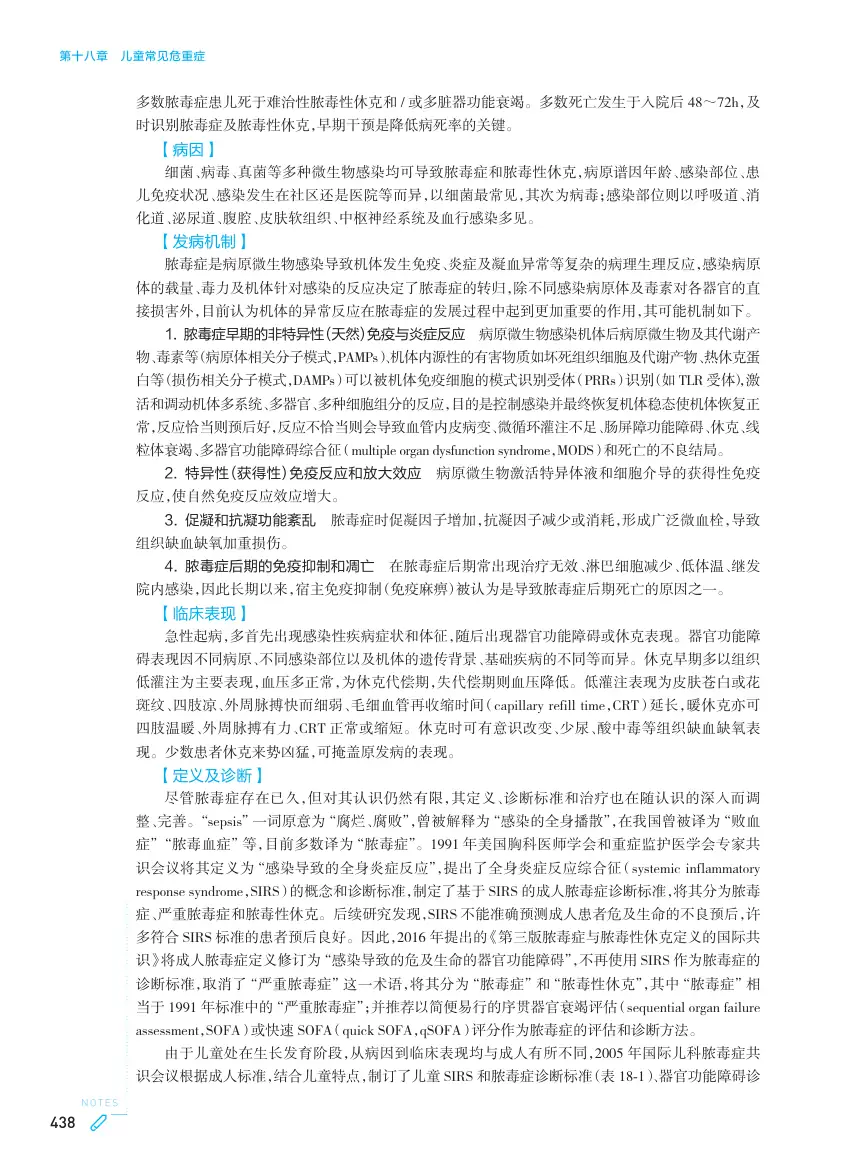 第十八章 儿童常见危重症
多数脓毒症患儿死于难治性脓毒性休克和 / 或多脏器功能衰竭。多数死亡发生于入院后 48～72h，及
时识别脓毒症及脓毒性休克，早期干预是降低病死率的关键。
【病因】
细菌、病毒、真菌等多种微生物感染均可导致脓毒症和脓毒性休克，病原谱因年龄、感染部位、患
儿免疫状况、感染发生在社区还是医院等而异，以细菌最常见，其次为病毒；感染部位则以呼吸道、消
化道、泌尿道、腹腔、皮肤软组织、中枢神经系统及血行感染多见。
【发病机制】
脓毒症是病原微生物感染导致机体发生免疫、炎症及凝血异常等复杂的病理生理反应，感染病原
体的载量、毒力及机体针对感染的反应决定了脓毒症的转归，除不同感染病原体及毒素对各器官的直
接损害外，目前认为机体的异常反应在脓毒症的发展过程中起到更加重要的作用，其可能机制如下。
1. 脓毒症早期的非特异性（天然）免疫与炎症反应 病原微生物感染机体后病原微生物及其代谢产
物、毒素等（病原体相关分子模式，PAMPs）、机体内源性的有害物质如坏死组织细胞及代谢产物、热休克蛋
白等（损伤相关分子模式，DAMPs）可以被机体免疫细胞的模式识别受体（PRRs）识别（如 TLR 受体），激
活和调动机体多系统、多器官、多种细胞组分的反应，目的是控制感染并最终恢复机体稳态使机体恢复正
常，反应恰当则预后好，反应不恰当则会导致血管内皮病变、微循环灌注不足、肠屏障功能障碍、休克、线
粒体衰竭、多器官功能障碍综合征（multiple organ dysfunction syndrome，MODS）和死亡的不良结局。
2. 特异性（获得性）免疫反应和放大效应 病原微生物激活特异体液和细胞介导的获得性免疫
反应，使自然免疫反应效应增大。
3. 促凝和抗凝功能紊乱 脓毒症时促凝因子增加，抗凝因子减少或消耗，形成广泛微血栓，导致
组织缺血缺氧加重损伤。
4. 脓毒症后期的免疫抑制和凋亡 在脓毒症后期常出现治疗无效、淋巴细胞减少、低体温、继发
院内感染，因此长期以来，宿主免疫抑制（免疫麻痹）被认为是导致脓毒症后期死亡的原因之一。
【临床表现】
急性起病，多首先出现感染性疾病症状和体征，随后出现器官功能障碍或休克表现。器官功能障
碍表现因不同病原、不同感染部位以及机体的遗传背景、基础疾病的不同等而异。休克早期多以组织
低灌注为主要表现，血压多正常，为休克代偿期，失代偿期则血压降低。低灌注表现为皮肤苍白或花
斑纹、四肢凉、外周脉搏快而细弱、毛细血管再收缩时间（capillary refill time，CRT）延长，暖休克亦可
四肢温暖、外周脉搏有力、CRT 正常或缩短。休克时可有意识改变、少尿、酸中毒等组织缺血缺氧表
现。少数患者休克来势凶猛，可掩盖原发病的表现。
【定义及诊断】
尽管脓毒症存在已久，但对其认识仍然有限，其定义、诊断标准和治疗也在随认识的深入而调
整、完善。“sepsis”一词原意为“腐烂、腐败”，曾被解释为“感染的全身播散”，在我国曾被译为“败血
症”“脓毒血症”等，目前多数译为“脓毒症”。1991 年美国胸科医师学会和重症监护医学会专家共
识会议将其定义为“感染导致的全身炎症反应”，提出了全身炎症反应综合征（systemic inflammatory
response syndrome，SIRS）的概念和诊断标准，制定了基于 SIRS 的成人脓毒症诊断标准，将其分为脓毒
症、严重脓毒症和脓毒性休克。后续研究发现，SIRS 不能准确预测成人患者危及生命的不良预后，许
多符合 SIRS 标准的患者预后良好。因此，2016 年提出的《第三版脓毒症与脓毒性休克定义的国际共
识》将成人脓毒症定义修订为“感染导致的危及生命的器官功能障碍”，不再使用 SIRS 作为脓毒症的
诊断标准，取消了“严重脓毒症”这一术语，将其分为“脓毒症”和“脓毒性休克”，其中“脓毒症”相
当于 1991 年标准中的“严重脓毒症”；并推荐以简便易行的序贯器官衰竭评估（sequential organ failure
assessment，SOFA）或快速 SOFA（quick SOFA，qSOFA）评分作为脓毒症的评估和诊断方法。
由于儿童处在生长发育阶段，从病因到临床表现均与成人有所不同，2005 年国际儿科脓毒症共
识会议根据成人标准，结合儿童特点，制订了儿童 SIRS 和脓毒症诊断标准（表 18-1）、器官功能障碍诊
NOTES
438